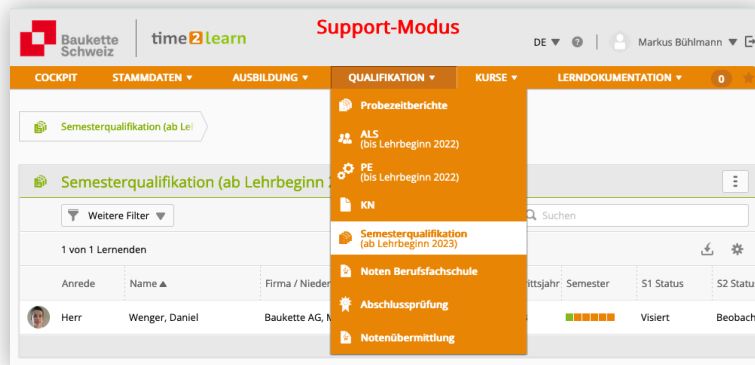 Support-Modus
Baukette
Schweiz
time2learn
DE
Markus Bühlmann
COCKPIT STAMMDATEN AUSBILDUNG QUALIFIKATION KURSE LERNDOKUMENTATION 0
Probezeitberichte
ALS
(bis Lehrbeginn 2022)
PE
(bis Lehrbeginn 2022)
KN
Semesterqualifikation
(ab Lehrbeginn 2023)
Noten Berufsfachschule
Abschlussprüfung
Notenübermittlung
Semesterqualifikation (ab Le
Semesterqualifikation (ab Lehrbeginn
Weitere Filter
Suchen
1 von 1 Lernenden
Anrede Name Firma / Nieder ittsjahr Semester S1 Status S2 Statu
Herr Wenger, Daniel Baukette AG, Visiert Beobach